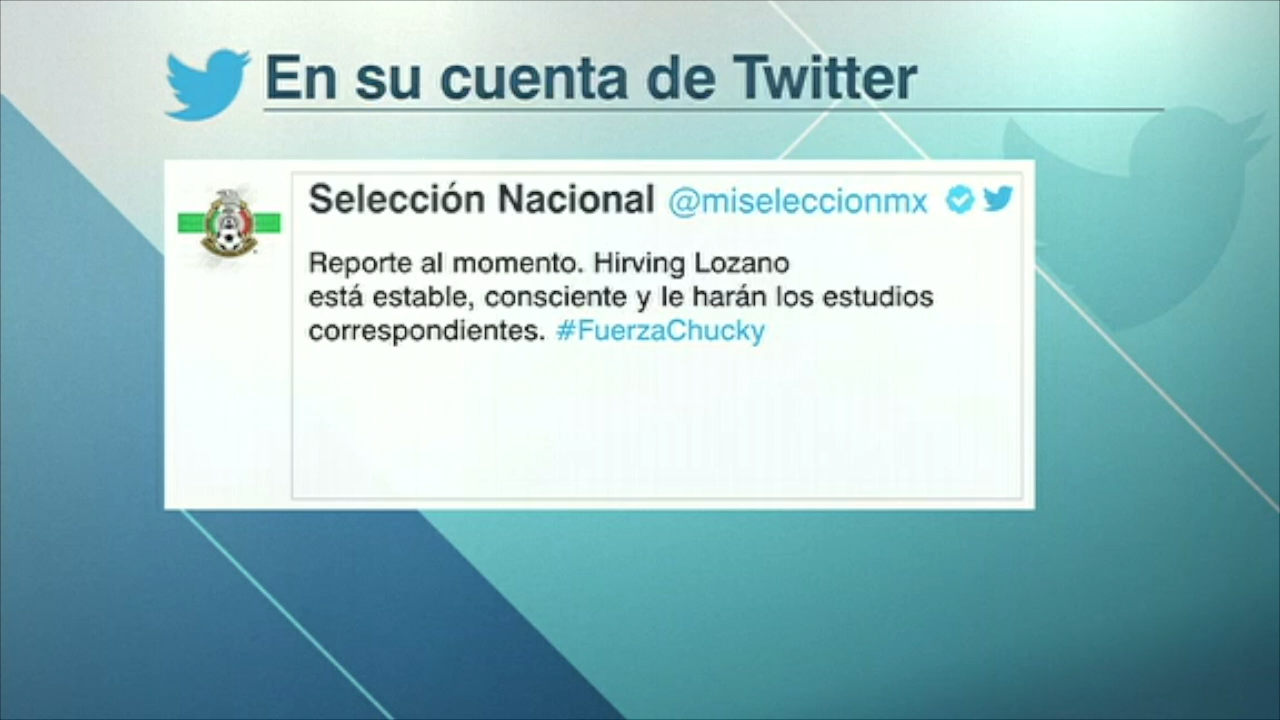 En su cuenta de Twitter
Selección Nacional @miseleccionmx
Reporte al momento. Hirving Lozano
está estable, consciente y le harán los estudios
correspondientes. #FuerzaChucky